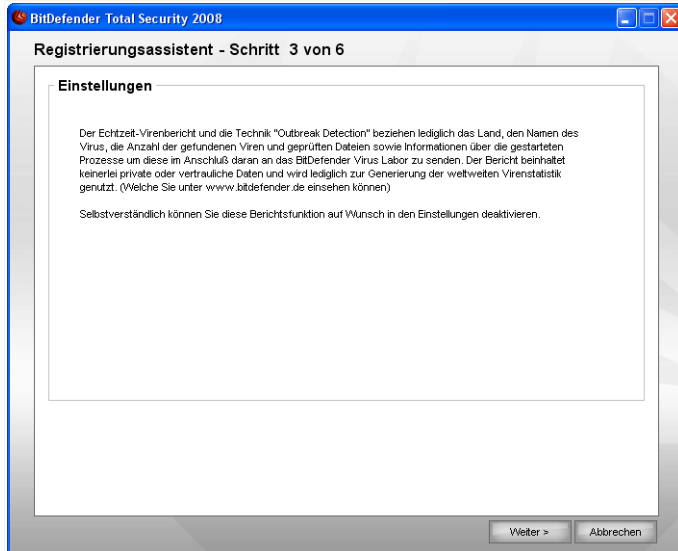 BitDefender Total Security 2008
Registrierungsassistent - Schritt 3 von 6
Einstellungen
Der Echtzeit-Virenbericht und die Technik "Outbreak Detection" beziehen lediglich das Land, den Namen des
Virus, die Anzahl der gefundenen Viren und geprüften Dateien sowie Informationen über die gestarteten
Prozesse um diese im Anschluß daran an das BitDefender Virus Labor zu senden. Der Bericht beinhaltet
keinerlei private oder vertrauliche Daten und wird lediglich zur Generierung der weltweiten Virenstatistik
genutzt. (Welche Sie unter www.bitdefender.de einsehen können)
Selbstverständlich können Sie diese Berichtsfunktion auf Wunsch in den Einstellungen deaktivieren.
Weiter >
Abbrechen